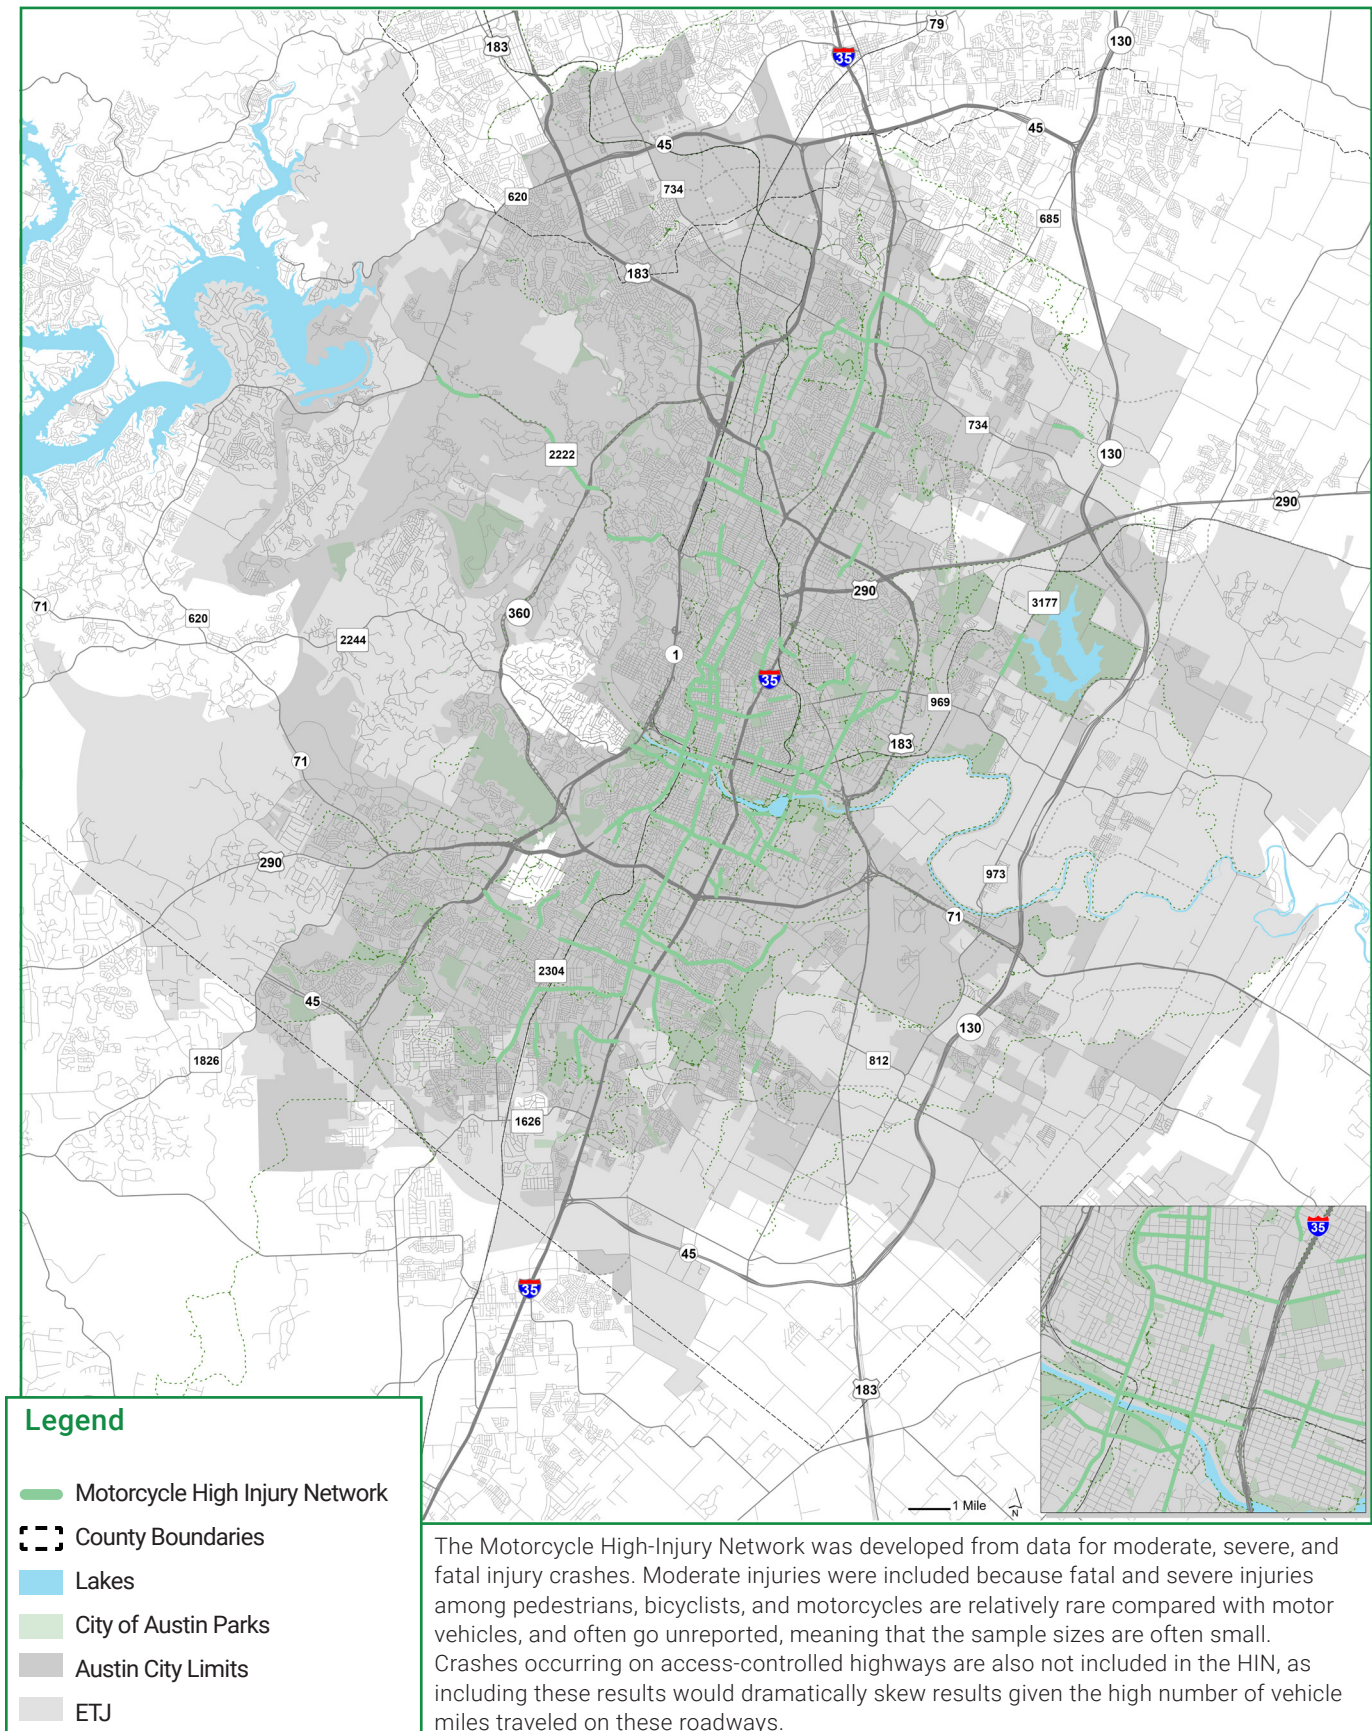 79
183
35
130
45
45
734
620
685
183
734
2222
130
290
290
71
620
360
3177
2244
1
35
969
183
71
290
973
71
2304
45
130
1826
812
1626
35
45
35
183
1 Mile
N
Legend
Motorcycle High Injury Network
County Boundaries
Lakes
City of Austin Parks
Austin City Limits
ETJ
The Motorcycle High-Injury Network was developed from data for moderate, severe, and
fatal injury crashes. Moderate injuries were included because fatal and severe injuries
among pedestrians, bicyclists, and motorcycles are relatively rare compared with motor
vehicles, and often go unreported, meaning that the sample sizes are often small.
Crashes occurring on access-controlled highways are also not included in the HIN, as
including these results would dramatically skew results given the high number of vehicle
miles traveled on these roadways.